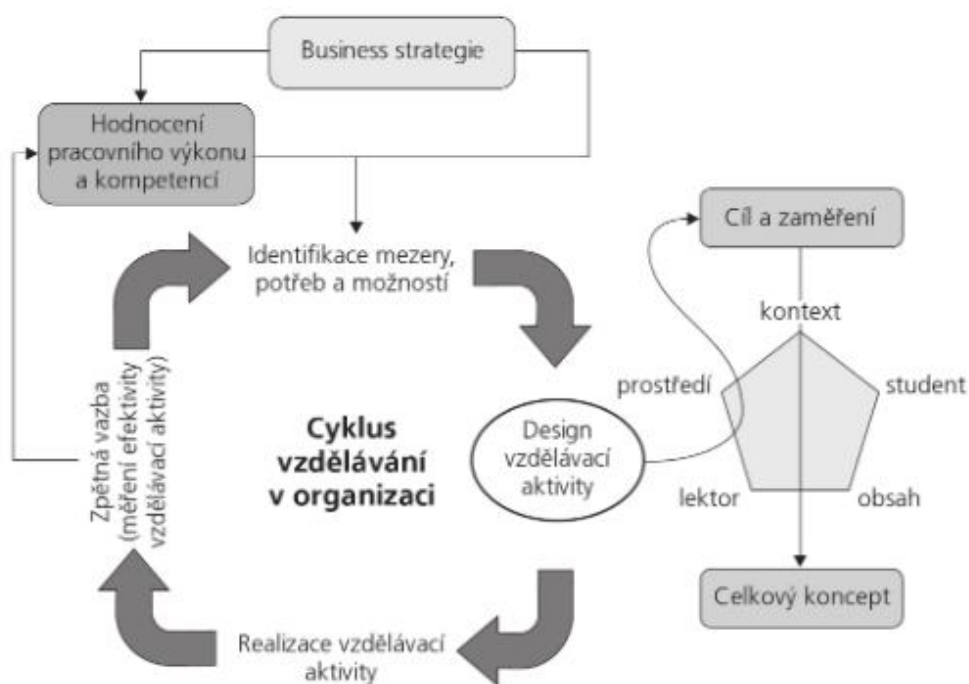 Business strategie
Hodnocení
pracovního výkonu
a kompetencí
Identifikace mezery,
potřeb a možností
Cíl a zaměření
kontext
prostředí
student
Cyklus
vzdělávání
v organizaci
Design
vzdělávací
aktivity
lektor
obsah
Zpětná vazba
(měření efektivity
vzdělávací aktivity)
Celkový koncept
Realizace vzdělávací
aktivity